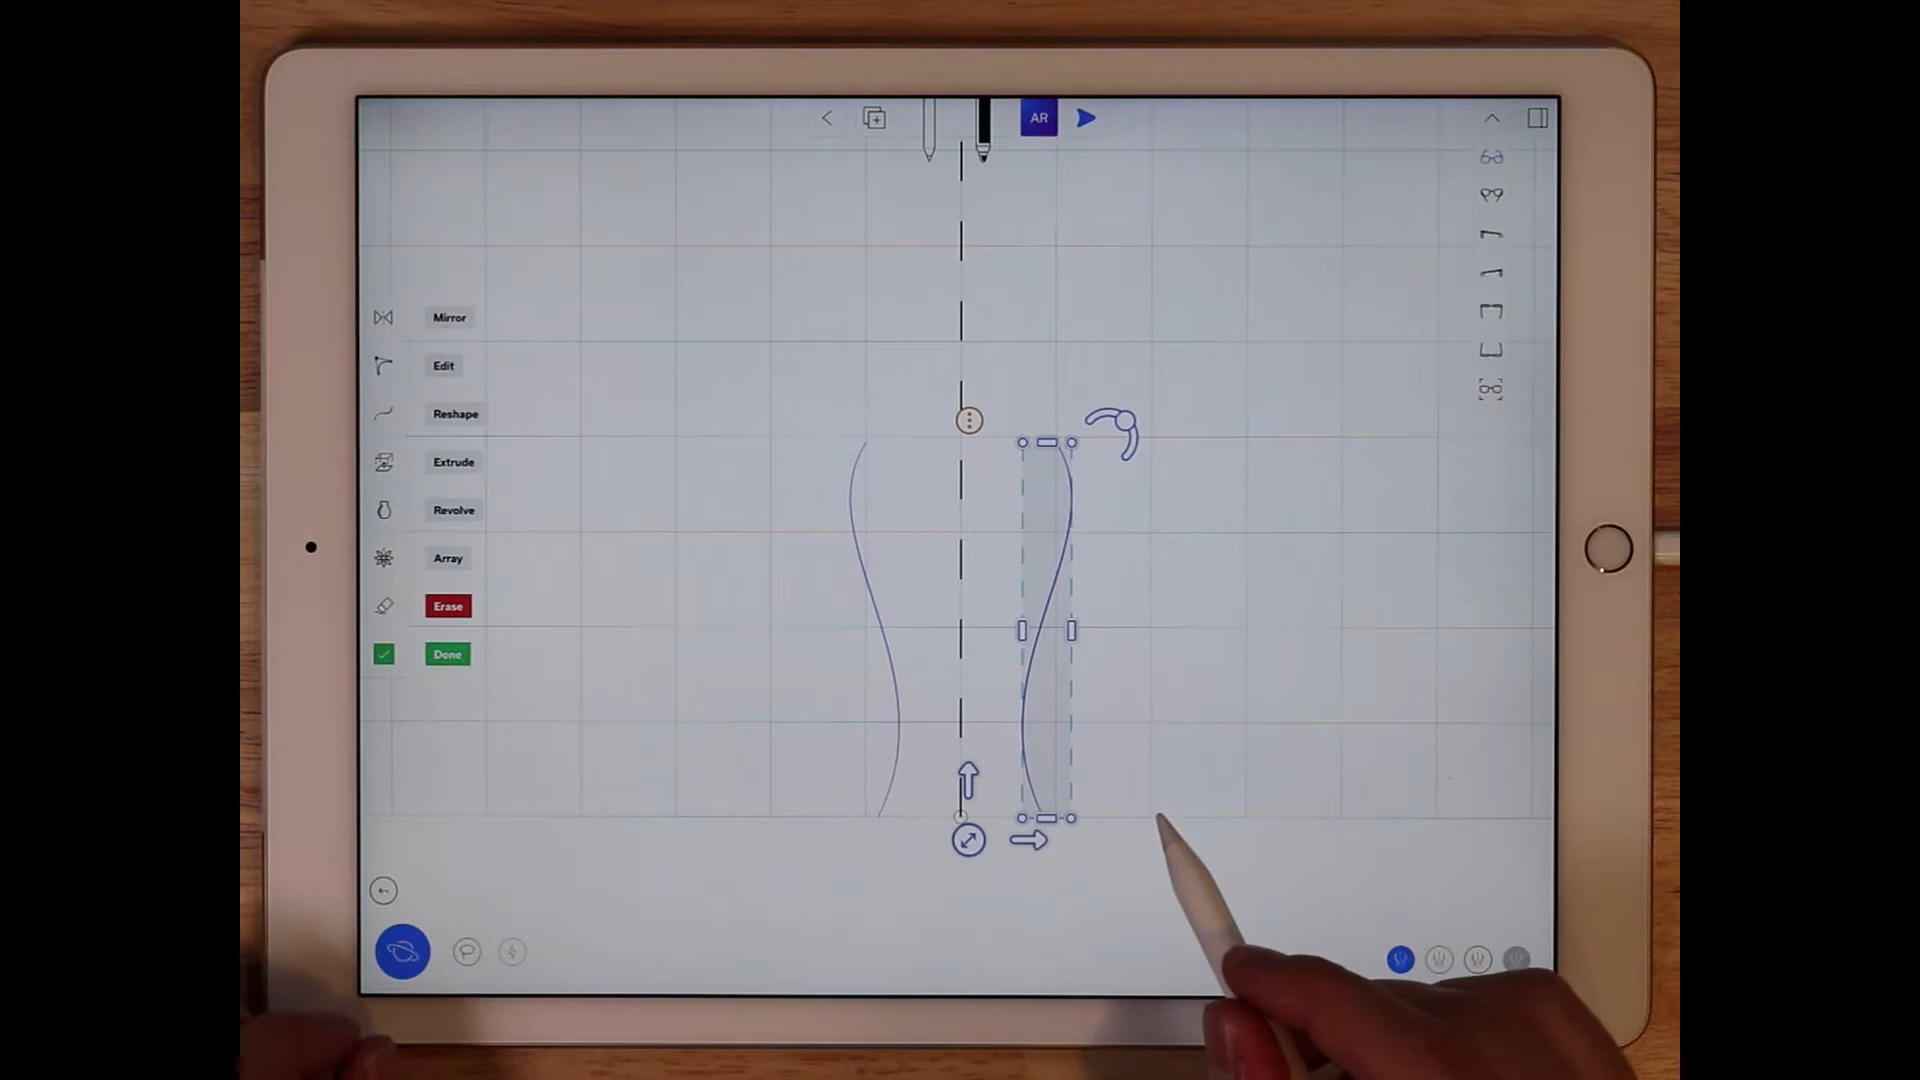 AR
Mirror
Edit
Reshape
Extrude
Revolve
Array
Erase
Done